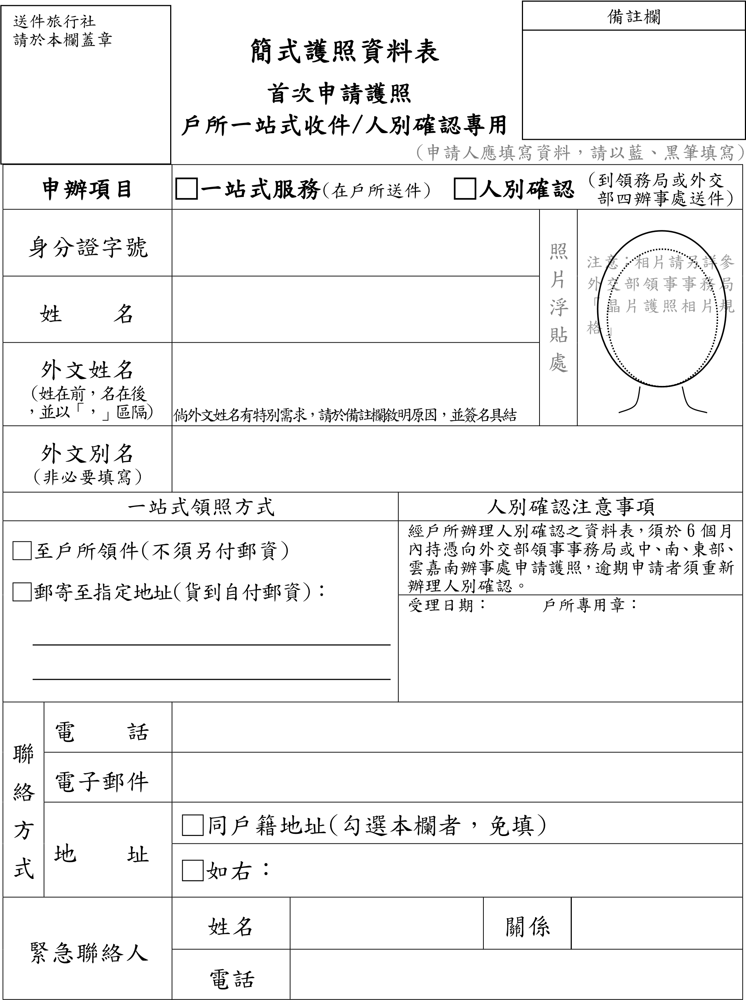 送件旅行社
請於本欄蓋章
備註欄
簡式護照資料表
首次申請護照
戶所一站式收件/人別確認專用
（申請人應填寫資料，請以藍、黑筆填寫）
申辦項目
□一站式服務(在戶所送件)
□人別確認
（到領務局或外交
部四辦事處送件）
身分證字號
姓名
外文姓名
（姓在前，名在後
，並以「，」區隔）
倘外文姓名有特別需求，請於備註欄敘明原因，並簽名具結
照片浮貼處
注意：相片請另詳參
外交部領事事務局
「晶片護照相片規
格」
外文別名
（非必要填寫）
一站式領照方式
□至戶所領件(不須另付郵資)
□郵寄至指定地址(貨到自付郵資)：
人別確認注意事項
經戶所辦理人別確認之資料表，須於 6 個月
內持憑向外交部領事事務局或中、南、東部、
雲嘉南辦事處申請護照，逾期申請者須重新
辦理人別確認。
受理日期： 戶所專用章：
聯絡方式
電話
電子郵件
地址
□同戶籍地址(勾選本欄者，免填)
□如右：
緊急聯絡人
姓名
關係
電話